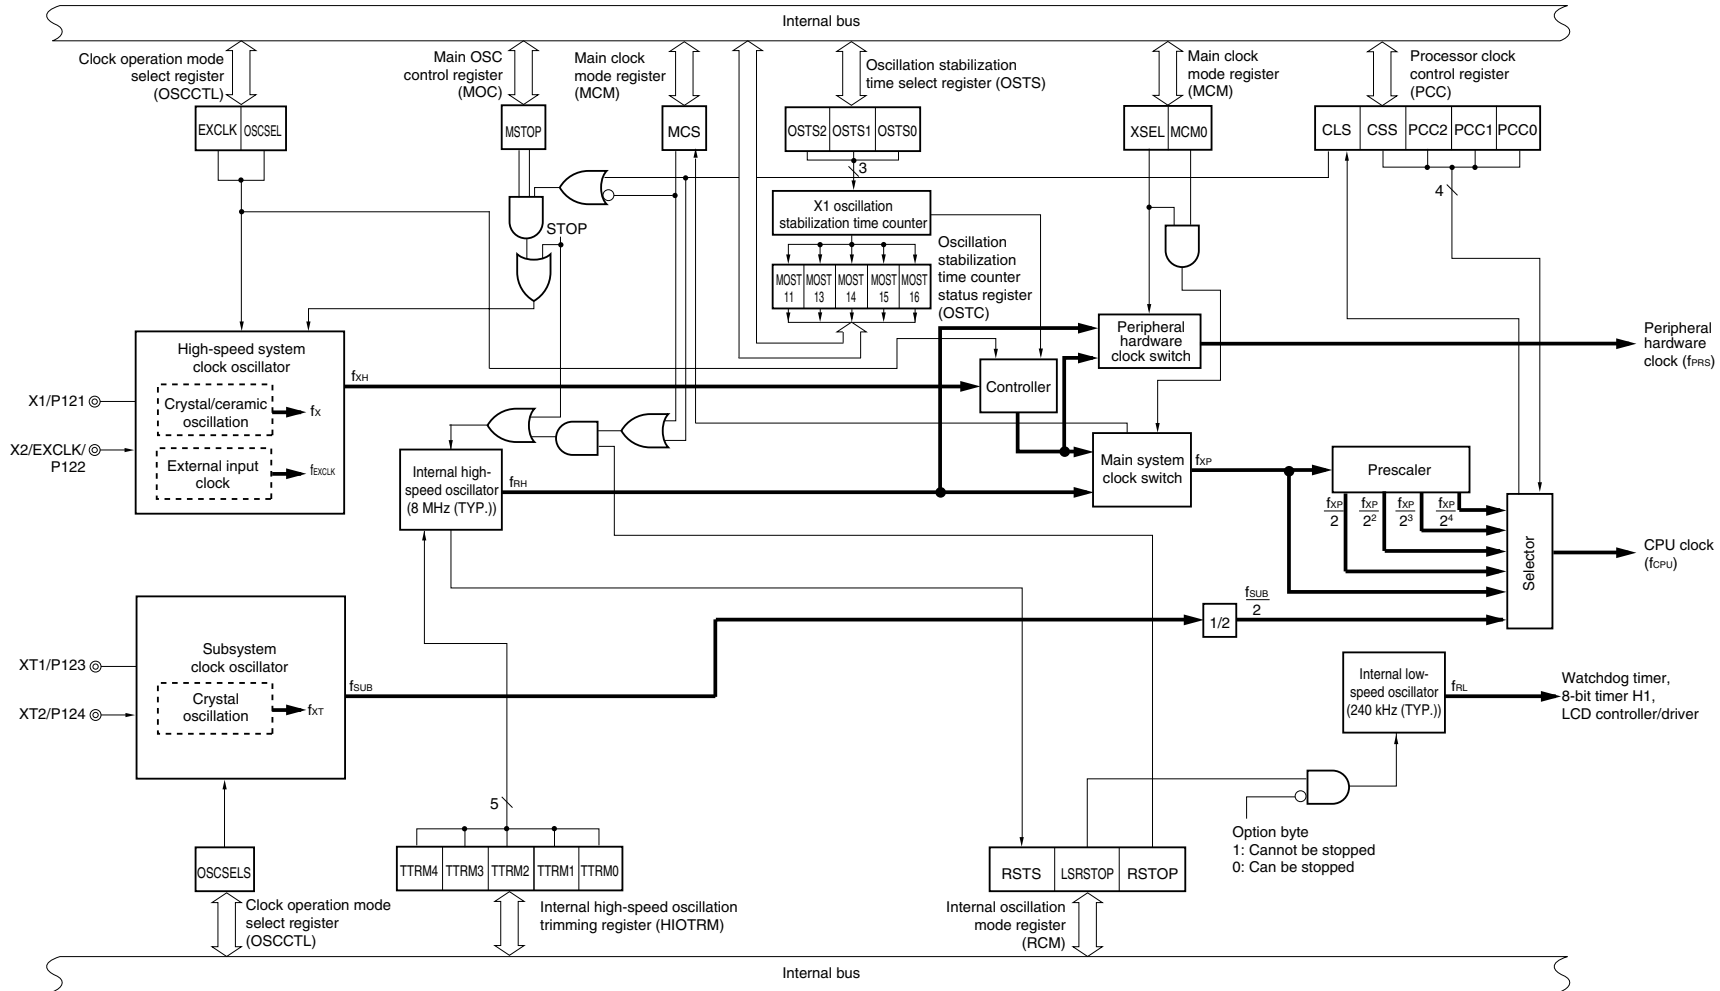 Internal bus
Clock operation mode
select register
(OSCCTL)
Main OSC
control register
(MOC)
Main clock
mode register
(MCM)
Oscillation stabilization
time select register (OSTS)
Main clock
mode register
(MCM)
Processor clock
control register
(PCC)
EXCLK OSCSEL
MSTOP
MCS
OSTS2 OSTS1 OSTS0
XSEL MCM0
CLS CSS PCC2 PCC1 PCC0
3
4
X1 oscillation
stabilization time counter
STOP
Oscillation
stabilization
time counter
status register
(OSTC)
MOST 11
MOST 13
MOST 14
MOST 15
MOST 16
High-speed system
clock oscillator
Crystal/ceramic
oscillation
fX
External input
clock
fEXCLK
X1/P121
X2/EXCLK/
P122
fXH
Controller
Peripheral
hardware
clock switch
Peripheral
hardware
clock (fPRS)
Internal high-
speed oscillator
(8 MHz (TYP.))
fRH
Main system
clock switch
fXP
Prescaler
fXP
2
fXP
2²
fXP
2³
fXP
2⁴
Selector
CPU clock
(fCPU)
fSUB
2
1/2
Subsystem
clock oscillator
Crystal
oscillation
fXT
XT1/P123
XT2/P124
fSUB
Internal low-
speed oscillator
(240 kHz (TYP.))
fRL
Watchdog timer,
8-bit timer H1,
LCD controller/driver
5
Option byte
1: Cannot be stopped
0: Can be stopped
OSCSELS
TTRM4 TTRM3 TTRM2 TTRM1 TTRM0
RSTS LSRSTOP RSTOP
Clock operation mode
select register
(OSCCTL)
Internal high-speed oscillation
trimming register (HIOTRM)
Internal oscillation
mode register
(RCM)
Internal bus